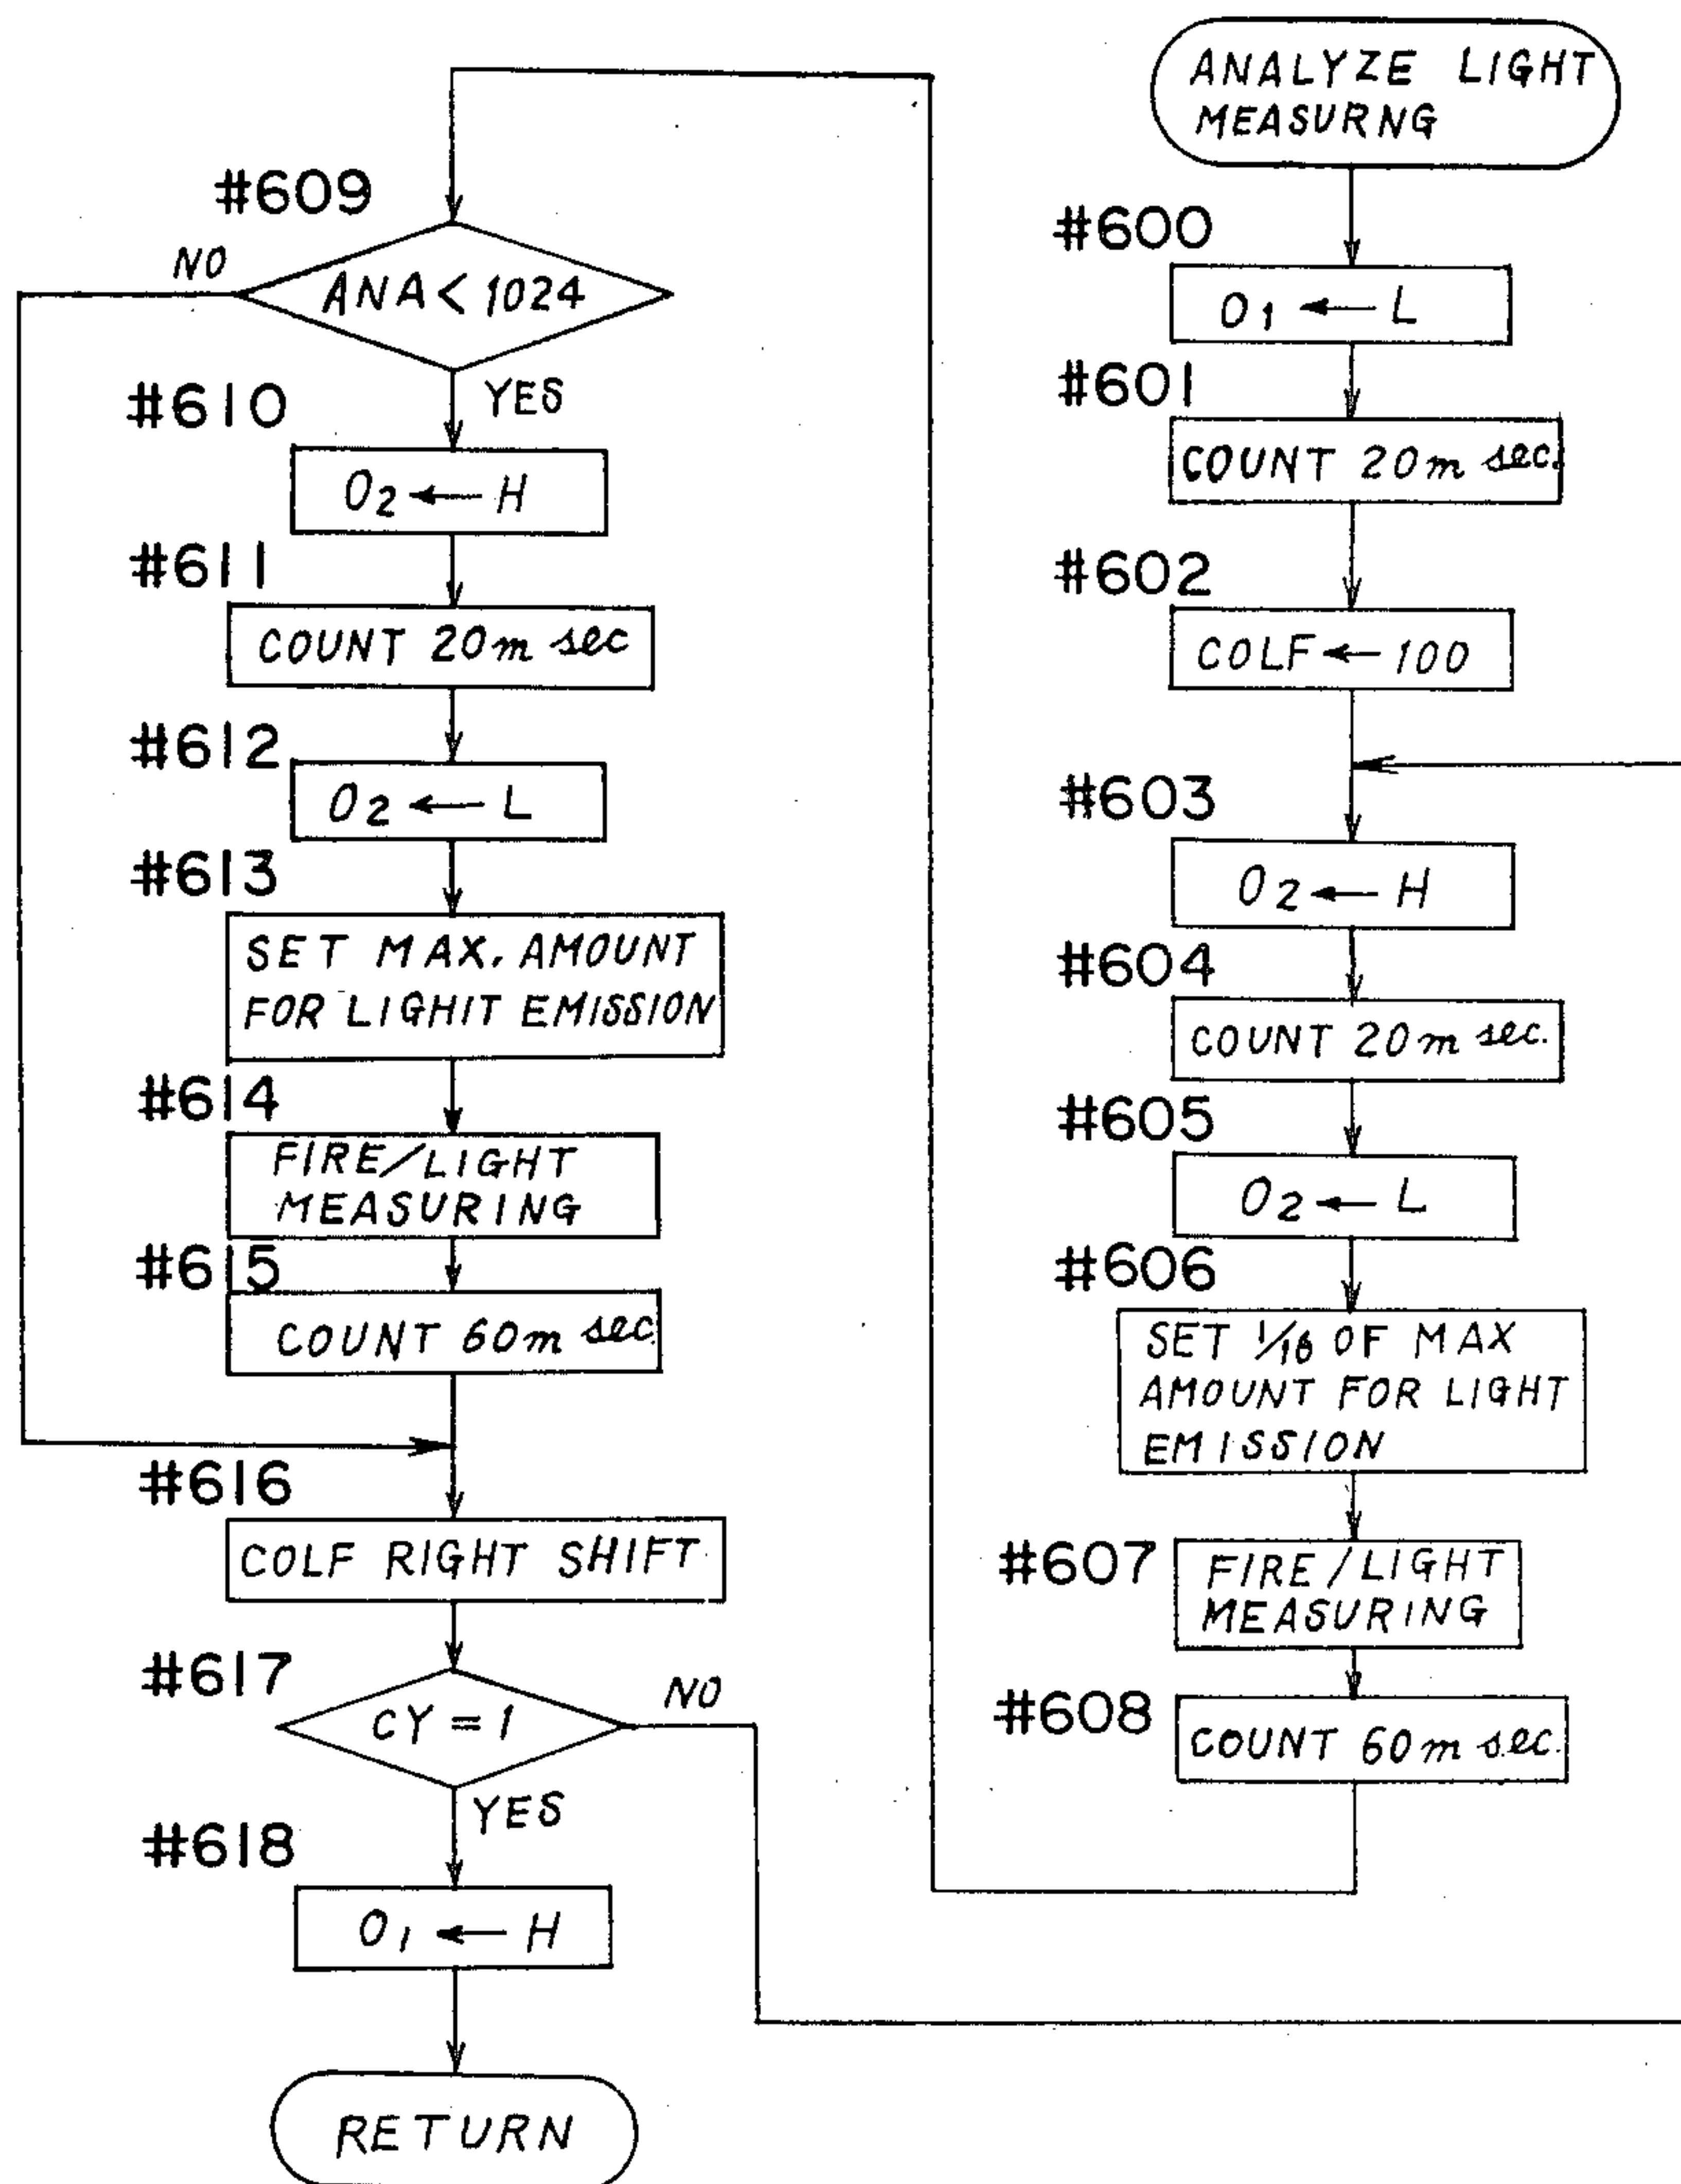 ANALYZE LIGHT
MEASURNG
#600
O1 ← L
#601
COUNT 20m sec.
#602
COLF ← 100
#603
O2 ← H
#604
COUNT 20m sec.
#605
O2 ← L
#606
SET 1/16 OF MAX
AMOUNT FOR LIGHT
EMISSION
#607
FIRE/LIGHT
MEASURING
#608
COUNT 60m sec.
#609
NO
ANA < 1024
YES
#610
O2 ← H
#611
COUNT 20m sec
#612
O2 ← L
#613
SET MAX. AMOUNT
FOR LIGHIT EMISSION
#614
FIRE/LIGHT
MEASURING
#615
COUNT 60m sec
#616
COLF RIGHT SHIFT
#617
CY = 1
NO
YES
#618
O1 ← H
RETURN